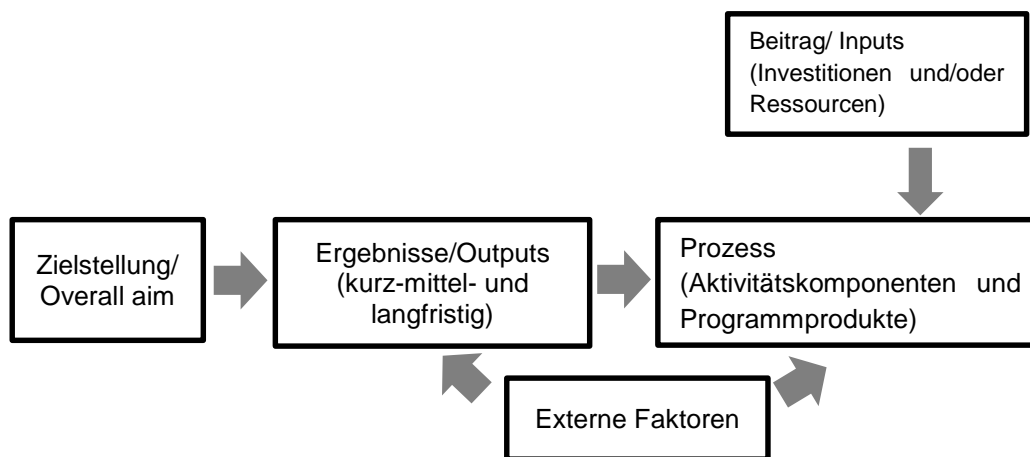 Beitrag/ Inputs
(Investitionen und/oder
Ressourcen)
Zielstellung/
Overall aim
Ergebnisse/Outputs
(kurz-mittel- und
langfristig)
Prozess
(Aktivitätskomponenten und
Programmprodukte)
Externe Faktoren